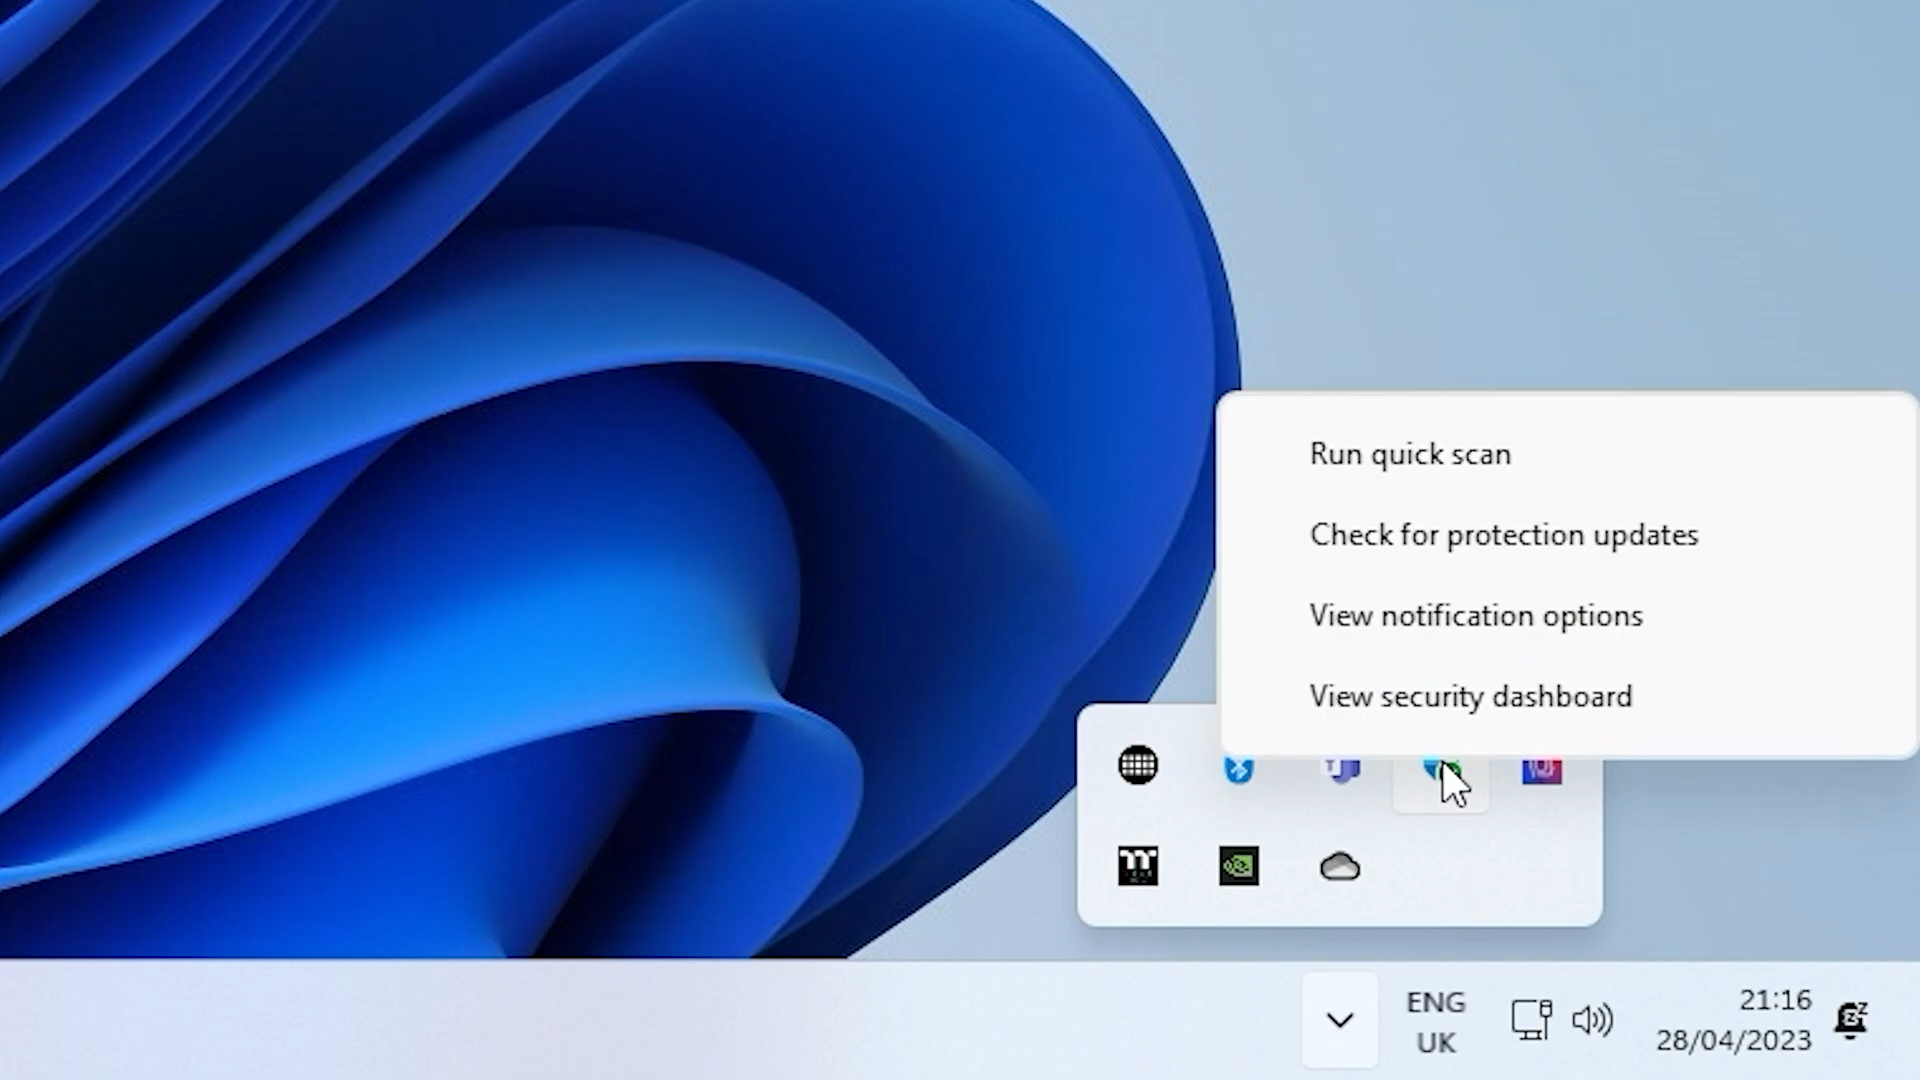 Run quick scan
Check for protection updates
View notification options
View security dashboard
ENG
UK
21:16
28/04/2023